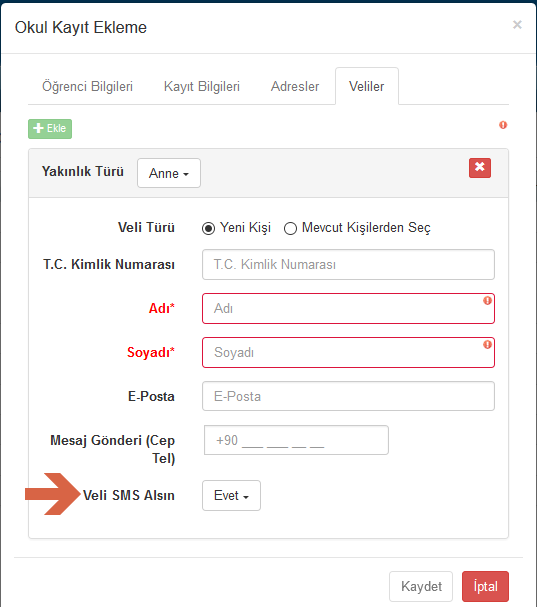 Okul Kayıt Ekleme ×
Öğrenci Bilgileri Kayıt Bilgileri Adresler Veliler
Ekle
Yakınlık Türü Anne
Veli Türü Yeni Kişi Mevcut Kişilerden Seç
T.C. Kimlik Numarası T.C. Kimlik Numarası
Adı* Adı
Soyadı* Soyadı
E-Posta E-Posta
Mesaj Gönderi (Cep +90 ___ ___ __ __
Tel)
Veli SMS Alsın Evet
Kaydet İptal